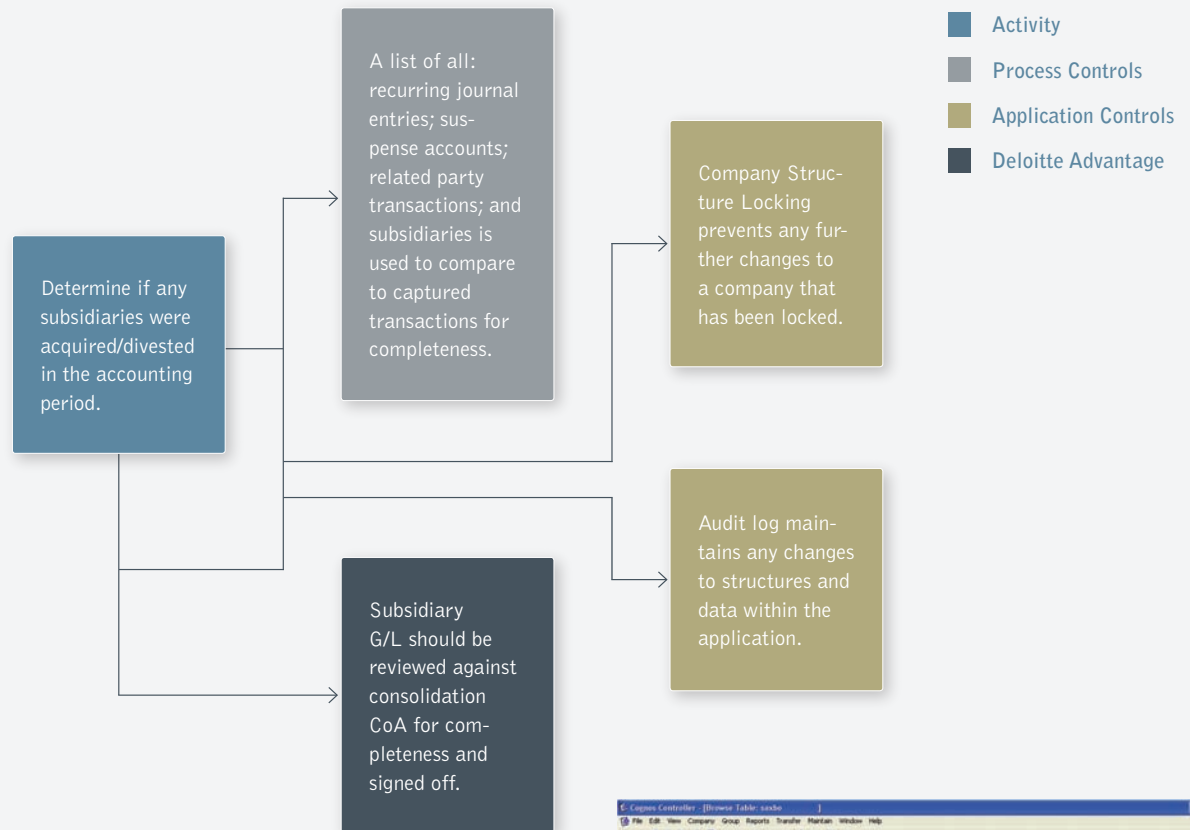 Activity
Process Controls
Application Controls
Deloitte Advantage
A list of all:
recurring journal
entries; sus-
pense accounts;
related party
transactions; and
subsidiaries is
used to compare
to captured
transactions for
completeness.
Company Struc-
ture Locking
prevents any fur-
ther changes to
a company that
has been locked.
Determine if any
subsidiaries were
acquired/divested
in the accounting
period.
Audit log main-
tains any changes
to structures and
data within the
application.
Subsidiary
G/L should be
reviewed against
consolidation
CoA for com-
pleteness and
signed off.
Cognos Controller - [Browse Table: saxbo ]
File Edit View Company Group Reports Transfer Maintain Window Help